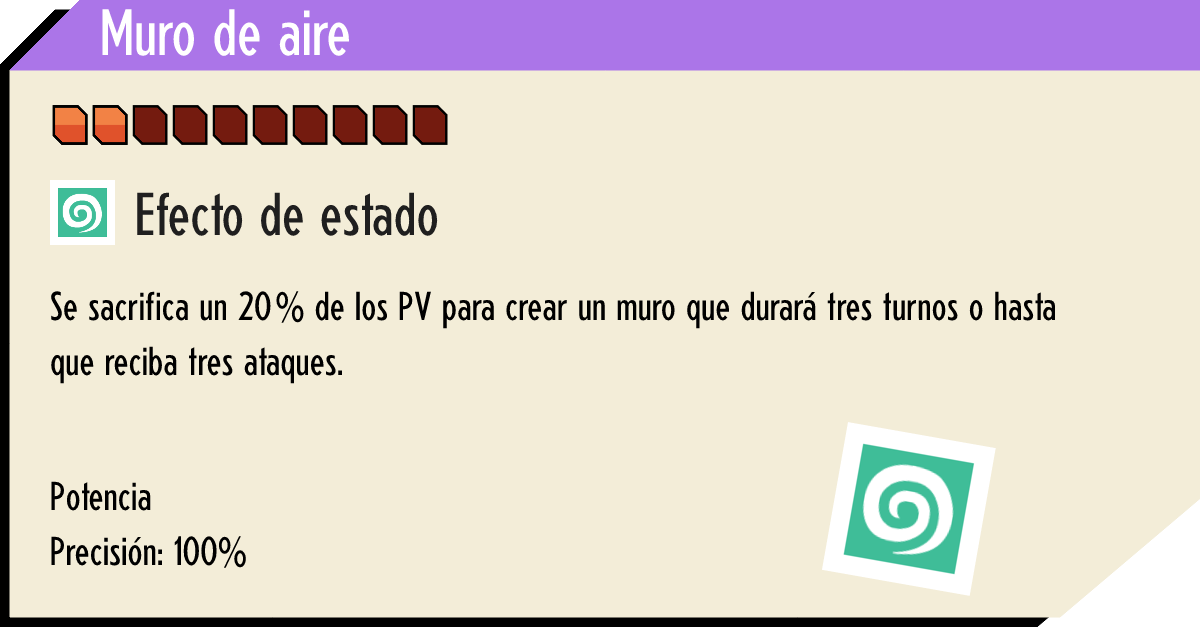 Muro de aire
Efecto de estado
Se sacrifica un 20% de los PV para crear un muro que durará tres turnos o hasta
que reciba tres ataques.
Potencia
Precisión: 100%